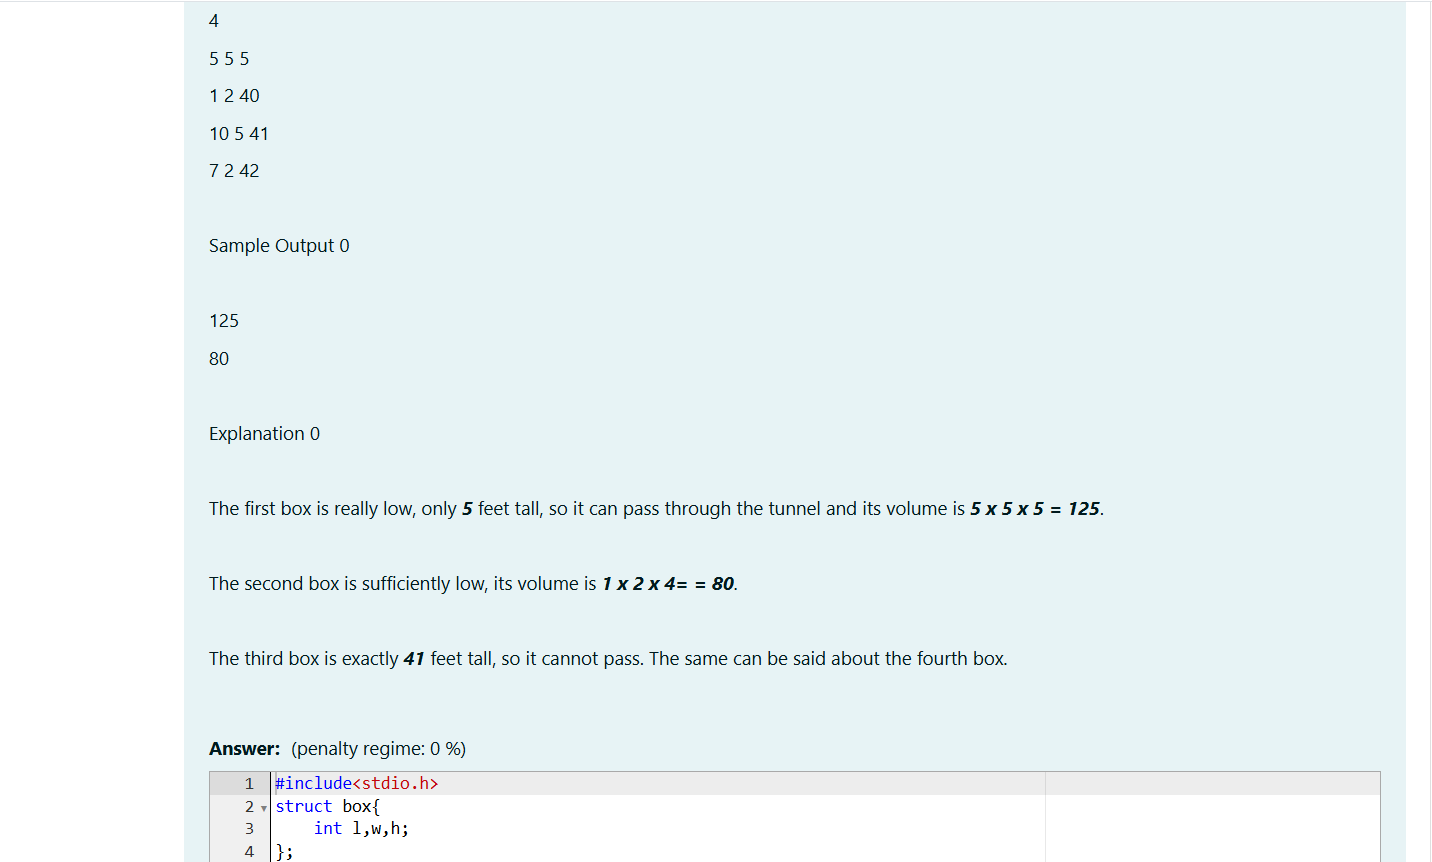 4
5 5 5
1 2 40
10 5 41
7 2 42
Sample Output 0
125
80
Explanation 0
The first box is really low, only 5 feet tall, so it can pass through the tunnel and its volume is 5 x 5 x 5 = 125.
The second box is sufficiently low, its volume is 1 x 2 x 4= = 80.
The third box is exactly 41 feet tall, so it cannot pass. The same can be said about the fourth box.
Answer: (penalty regime: 0 %)
1 #include<stdio.h>
2 struct box{
3     int l,w,h;
4 };